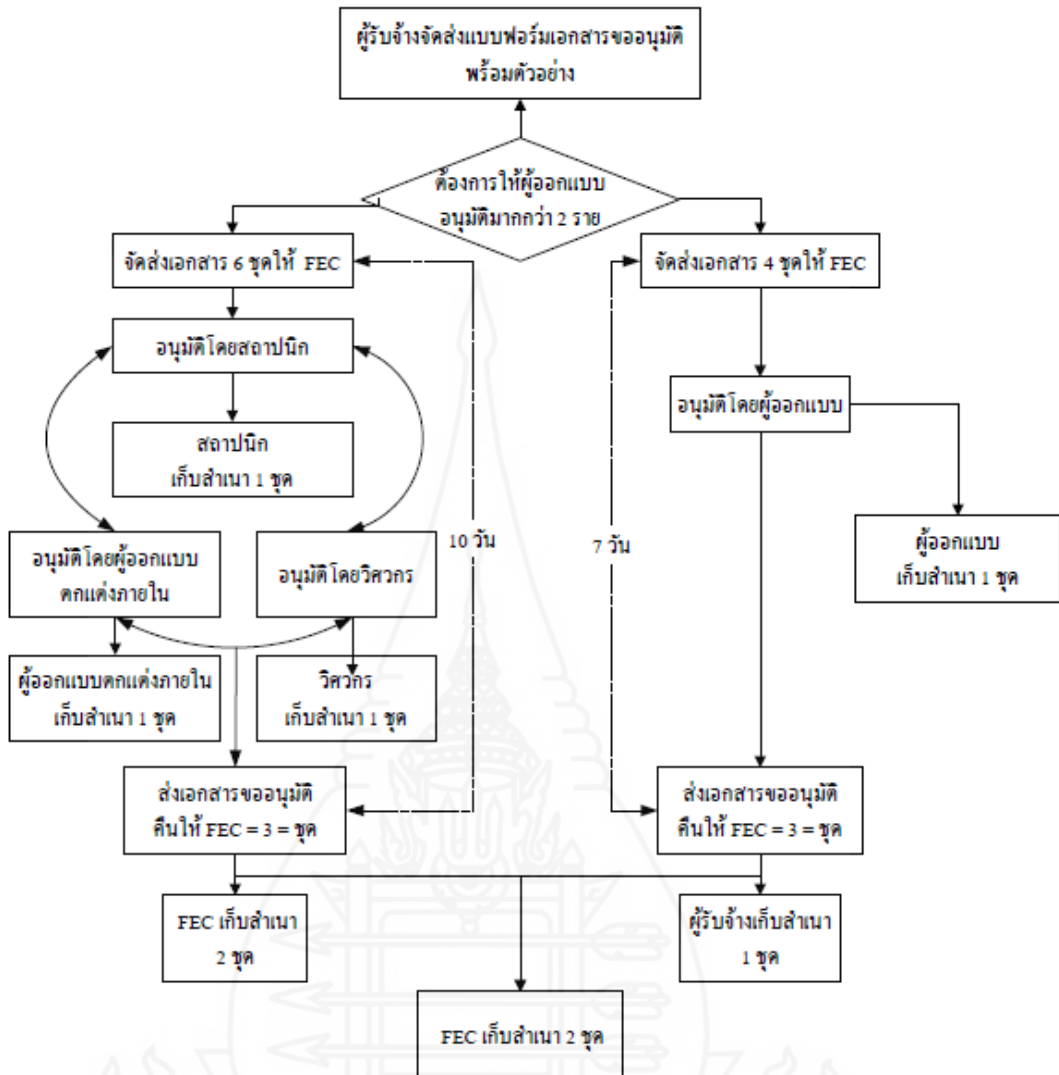 ผู้รับจ้างจัดส่งแบบฟอร์มเอกสารขออนุมัติ
พร้อมตัวอย่าง
ต้องการให้ผู้ออกแบบ
อนุมัติมากกว่า 2 ราย
จัดส่งเอกสาร 6 ชุดให้ FEC
จัดส่งเอกสาร 4 ชุดให้ FEC
อนุมัติโดยสถาปนิก
อนุมัติโดยผู้ออกแบบ
สถาปนิก
เก็บสำเนา 1 ชุด
10 วัน
7 วัน
อนุมัติโดยผู้ออกแบบ
ตกแต่งภายใน
อนุมัติโดยวิศวกร
ผู้ออกแบบ
เก็บสำเนา 1 ชุด
ผู้ออกแบบตกแต่งภายใน
เก็บสำเนา 1 ชุด
วิศวกร
เก็บสำเนา 1 ชุด
ส่งเอกสารขออนุมัติ
คืนให้ FEC = 3 = ชุด
ส่งเอกสารขออนุมัติ
คืนให้ FEC = 3 = ชุด
FEC เก็บสำเนา
2 ชุด
ผู้รับจ้างเก็บสำเนา
1 ชุด
FEC เก็บสำเนา 2 ชุด